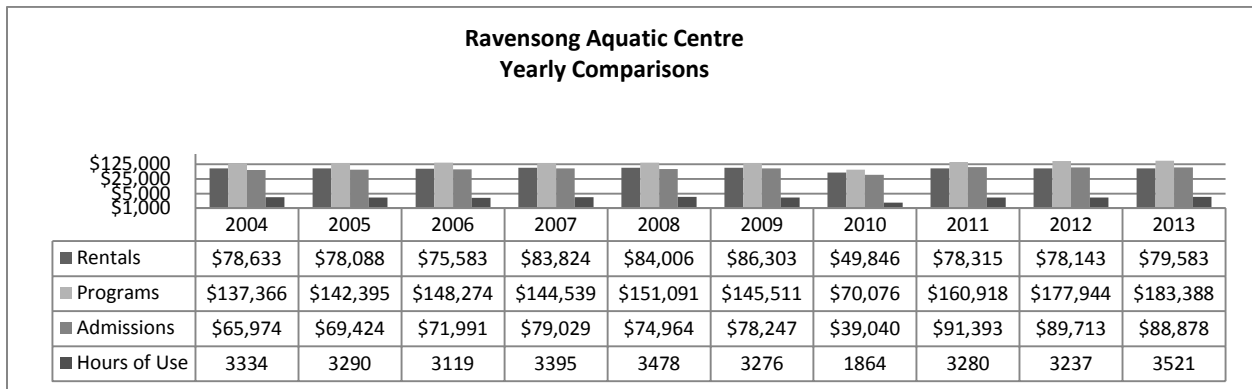 Ravensong Aquatic Centre
Yearly Comparisons
$125,000
$25,000
$5,000
$1,000
2004 2005 2006 2007 2008 2009 2010 2011 2012 2013
Rentals $78,633 $78,088 $75,583 $83,824 $84,006 $86,303 $49,846 $78,315 $78,143 $79,583
Programs $137,366 $142,395 $148,274 $144,539 $151,091 $145,511 $70,076 $160,918 $177,944 $183,388
Admissions $65,974 $69,424 $71,991 $79,029 $74,964 $78,247 $39,040 $91,393 $89,713 $88,878
Hours of Use 3334 3290 3119 3395 3478 3276 1864 3280 3237 3521